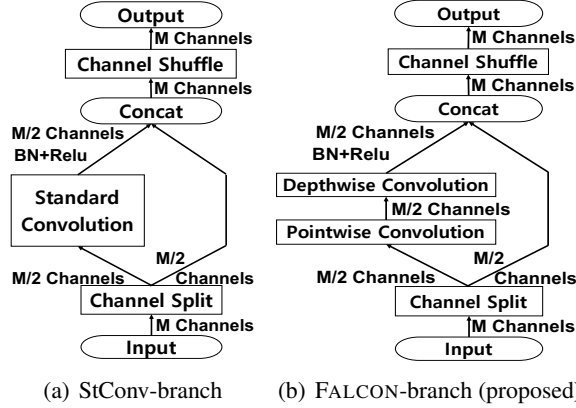 Output
M Channels
Channel Shuffle
M Channels
Concat
M/2 Channels
BN+Relu
Standard
Convolution
M/2
M/2 Channels
Channels
Channel Split
M Channels
Input
(a) StConv-branch
Output
M Channels
Channel Shuffle
M Channels
Concat
M/2 Channels
BN+Relu
Depthwise Convolution
M/2 Channels
Pointwise Convolution
M/2
M/2 Channels
Channels
Channel Split
M Channels
Input
(b) FALCON-branch (proposed)